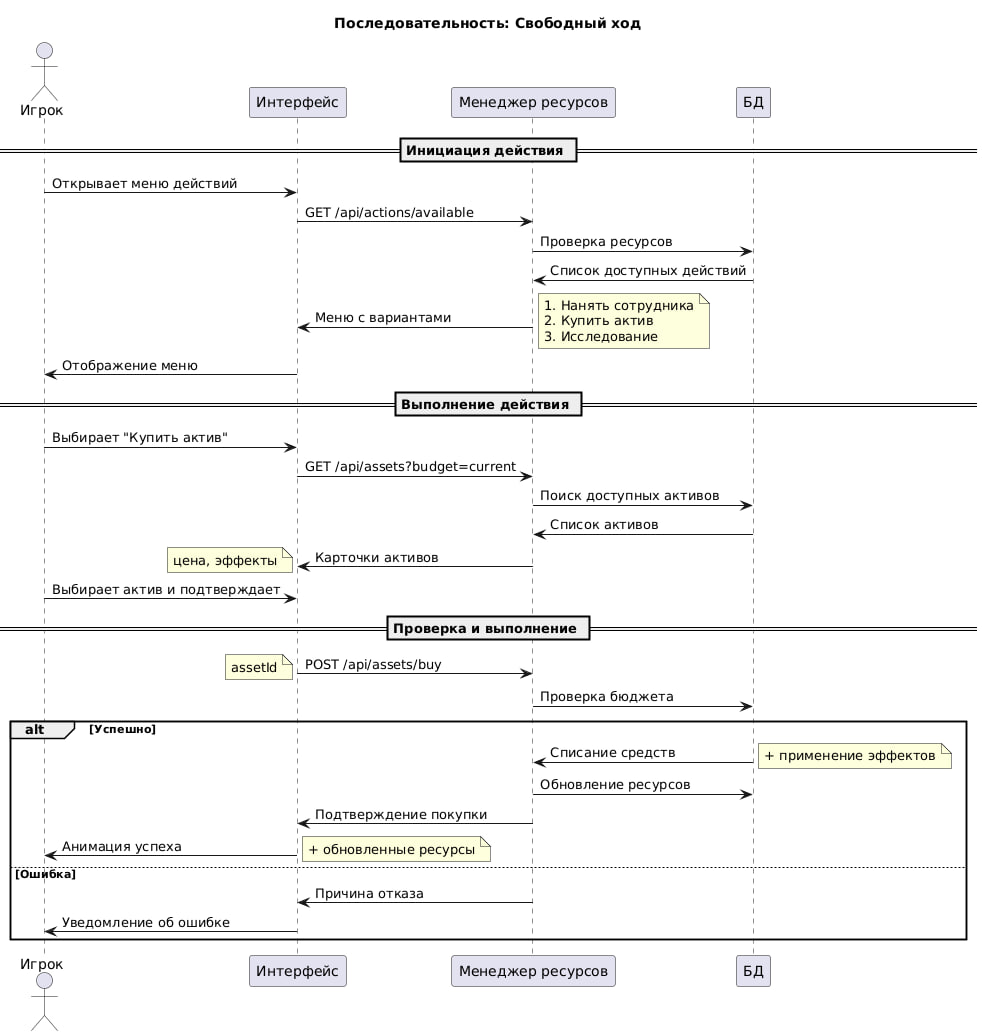 Последовательность: Свободный ход
Игрок
Интерфейс
Менеджер ресурсов
БД
Инициация действия
Открывает меню действий
GET /api/actions/available
Проверка ресурсов
Список доступных действий
Меню с вариантами
1. Нанять сотрудника
2. Купить актив
3. Исследование
Отображение меню
Выполнение действия
Выбирает "Купить актив"
GET /api/assets?budget=current
Поиск доступных активов
Список активов
цена, эффекты
Карточки активов
Выбирает актив и подтверждает
Проверка и выполнение
assetId
POST /api/assets/buy
Проверка бюджета
alt
[Успешно]
Списание средств
+ применение эффектов
Обновление ресурсов
Подтверждение покупки
Анимация успеха
+ обновленные ресурсы
[Ошибка]
Причина отказа
Уведомление об ошибке
Игрок
Интерфейс
Менеджер ресурсов
БД